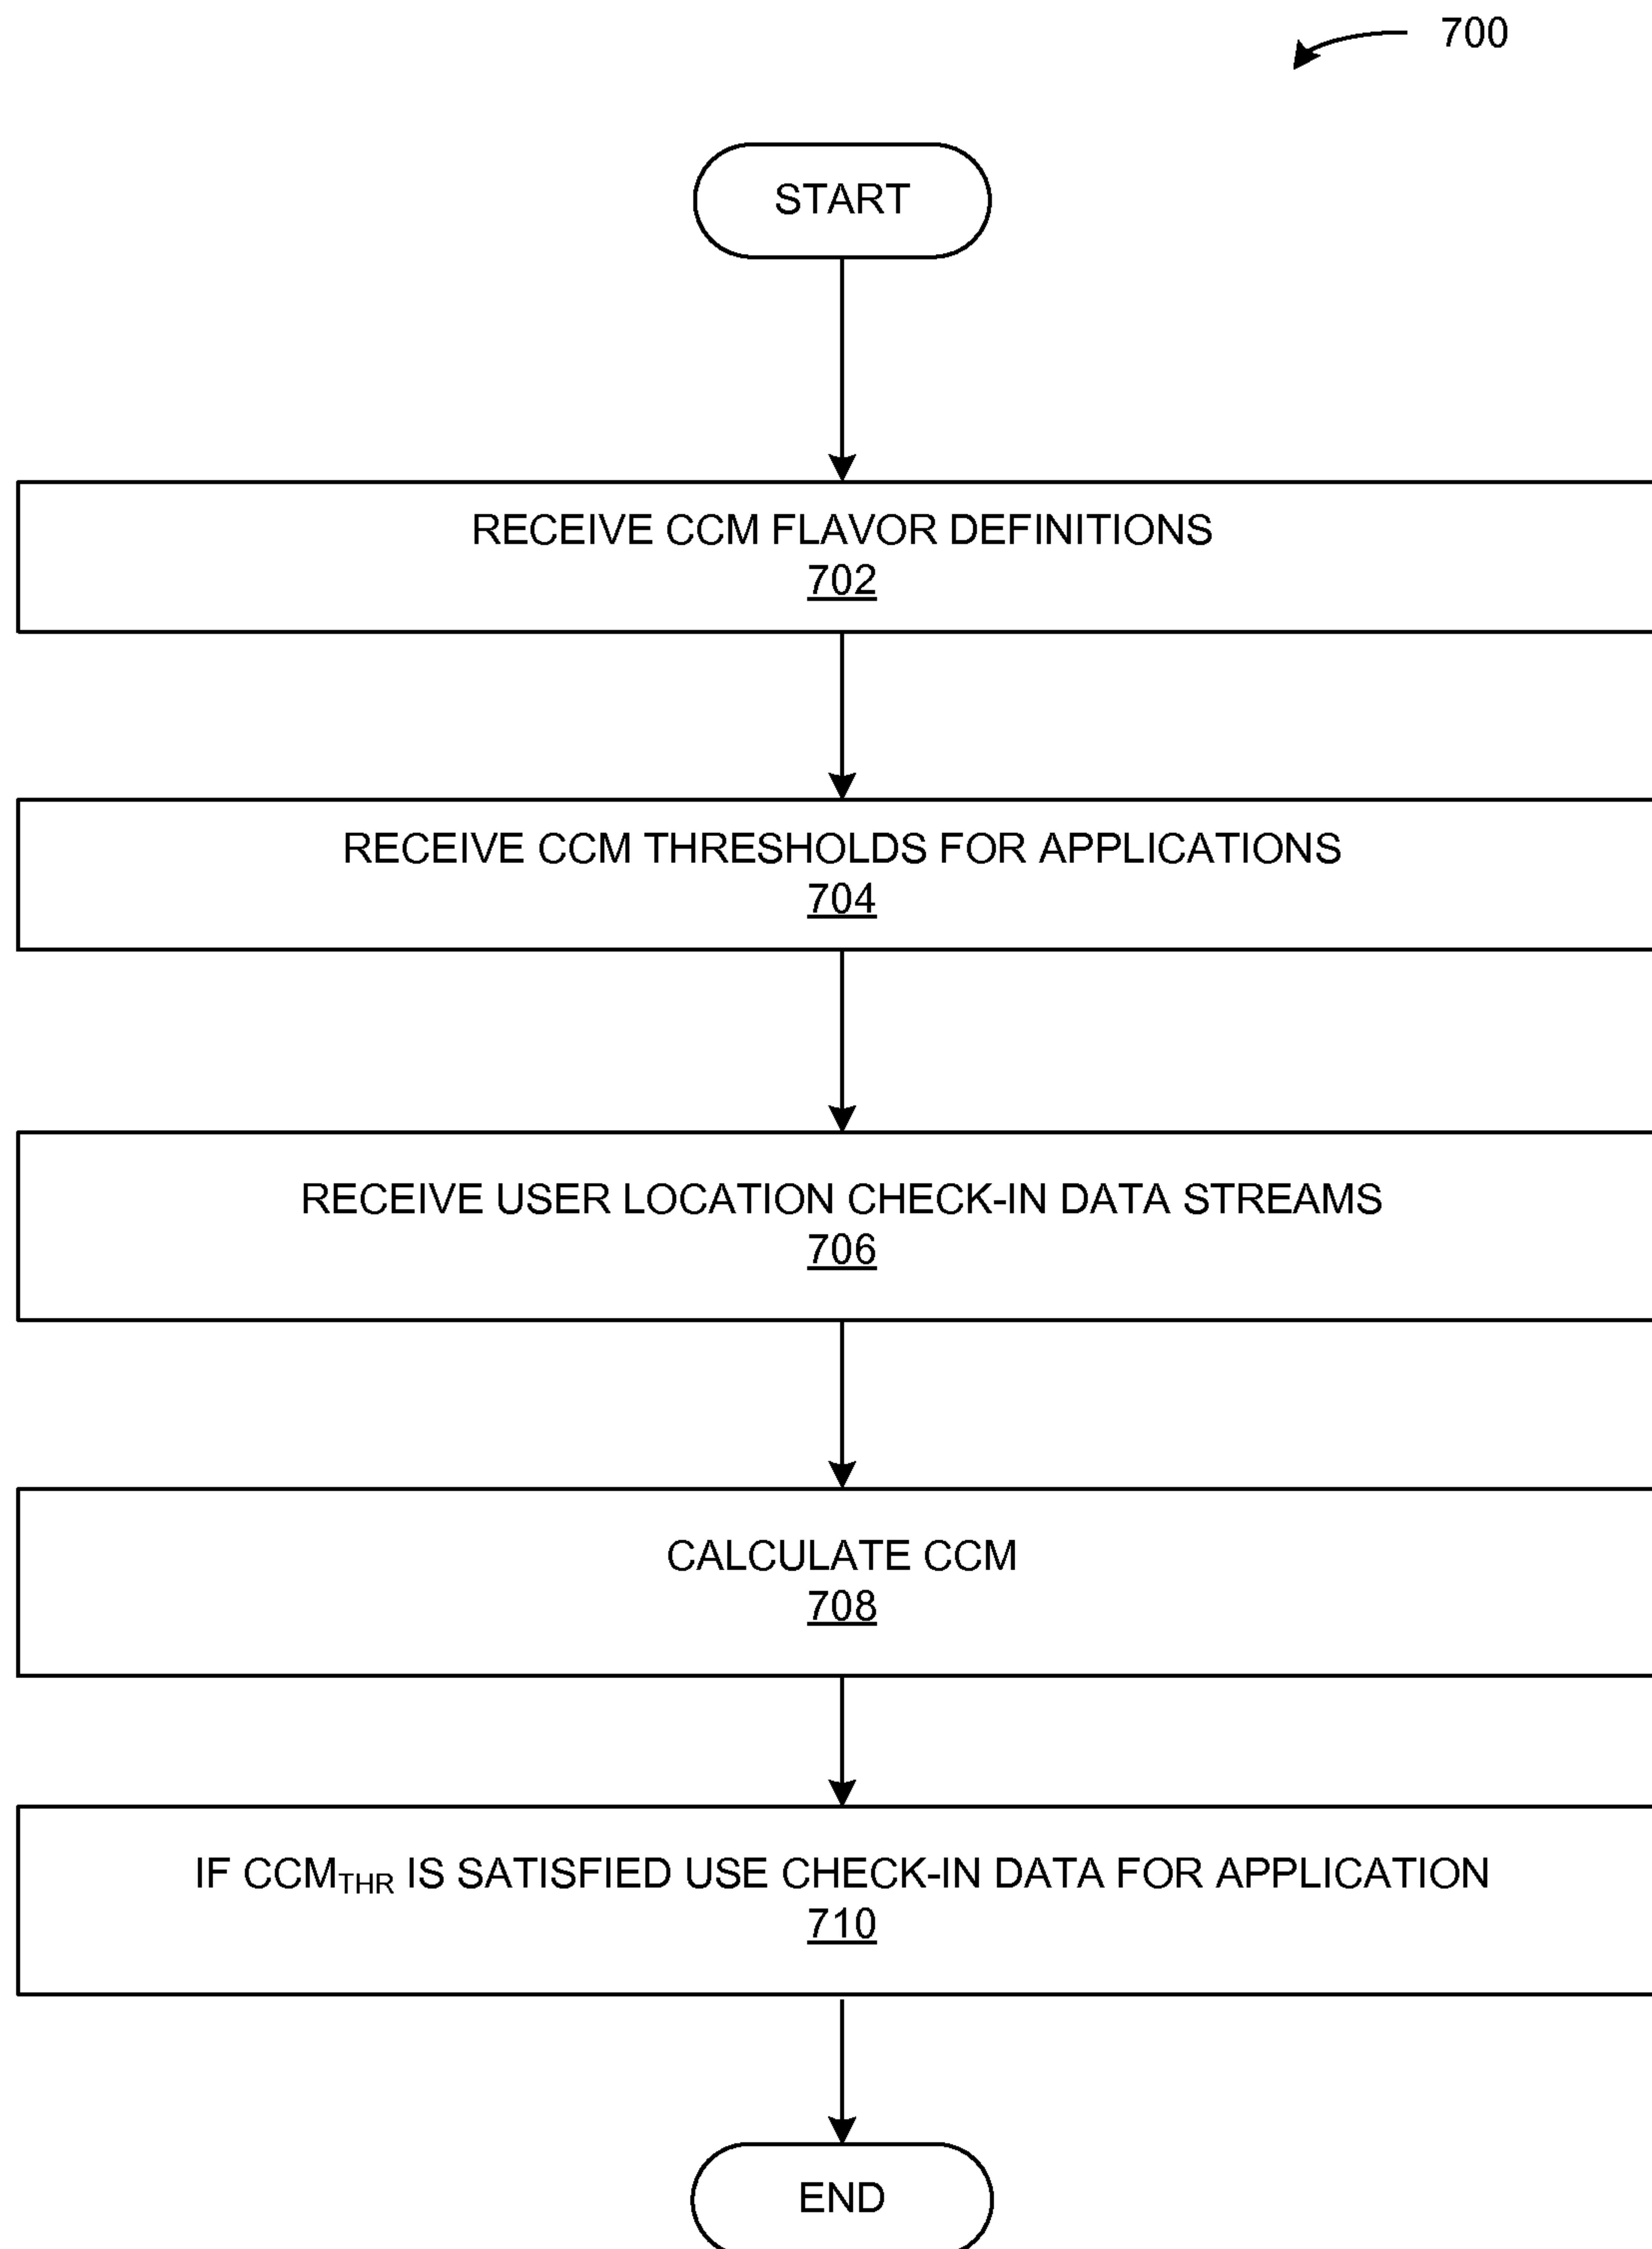 700
START
RECEIVE CCM FLAVOR DEFINITIONS
702
RECEIVE CCM THRESHOLDS FOR APPLICATIONS
704
RECEIVE USER LOCATION CHECK-IN DATA STREAMS
706
CALCULATE CCM
708
IF CCMTHR IS SATISFIED USE CHECK-IN DATA FOR APPLICATION
710
END